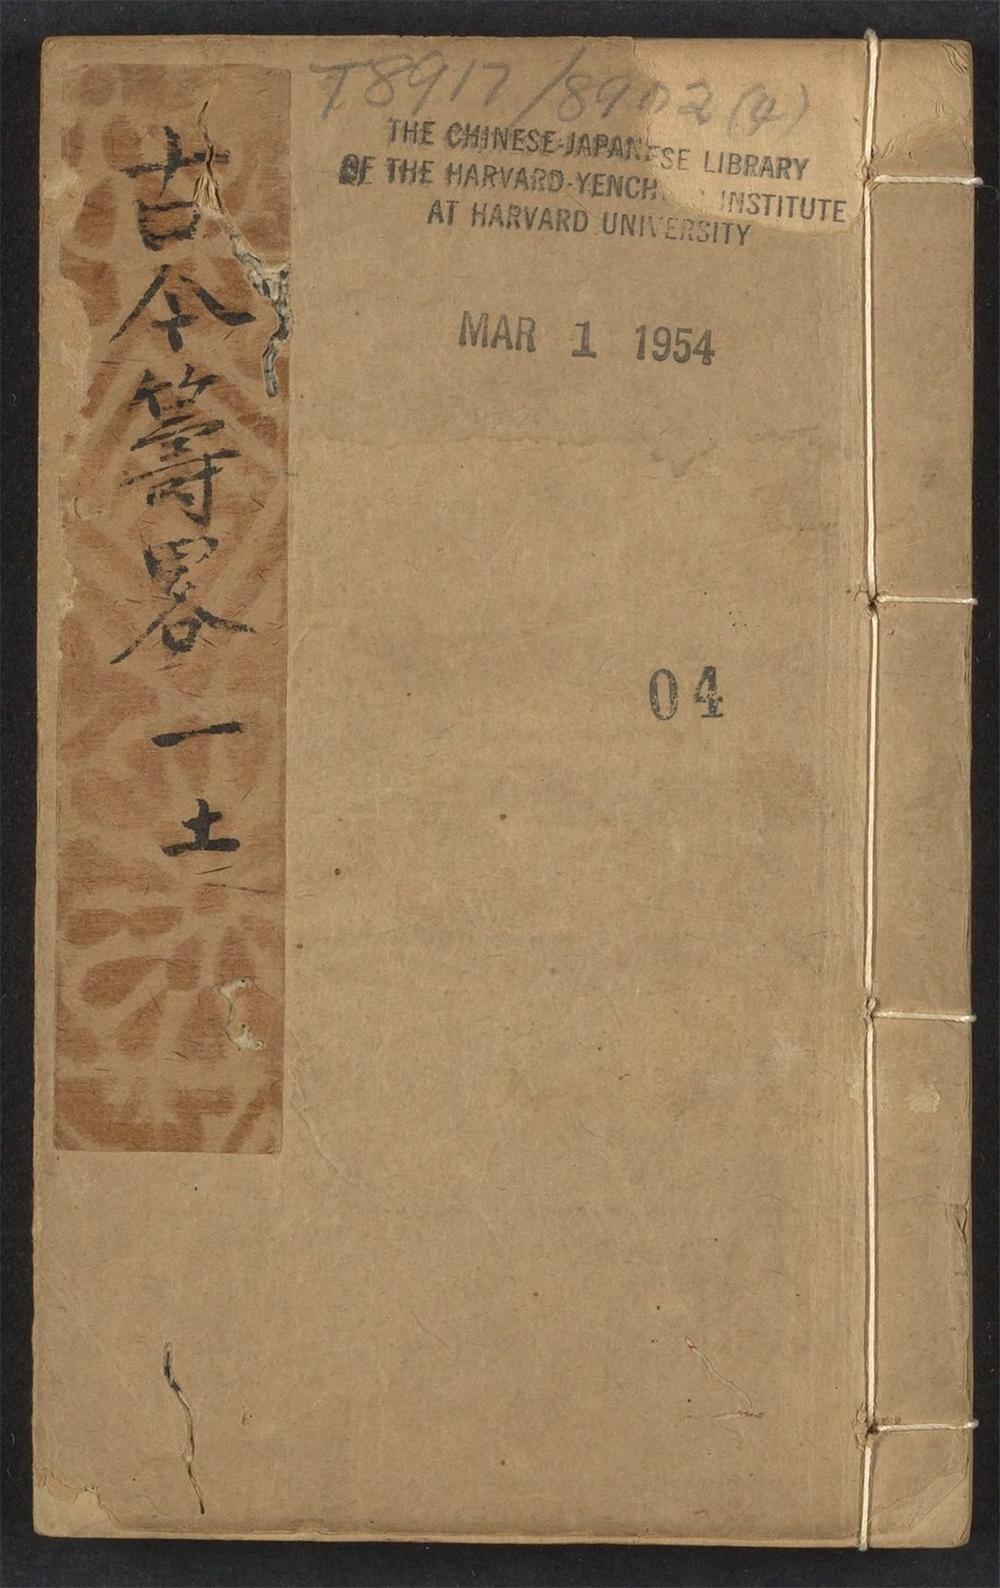 T8917/8902(4)
THE CHINESE-JAPANESE LIBRARY
OF THE HARVARD-YENCH INSTITUTE
AT HARVARD UNIVERSITY
MAR 1 1954
04
古今籌畧 一 土